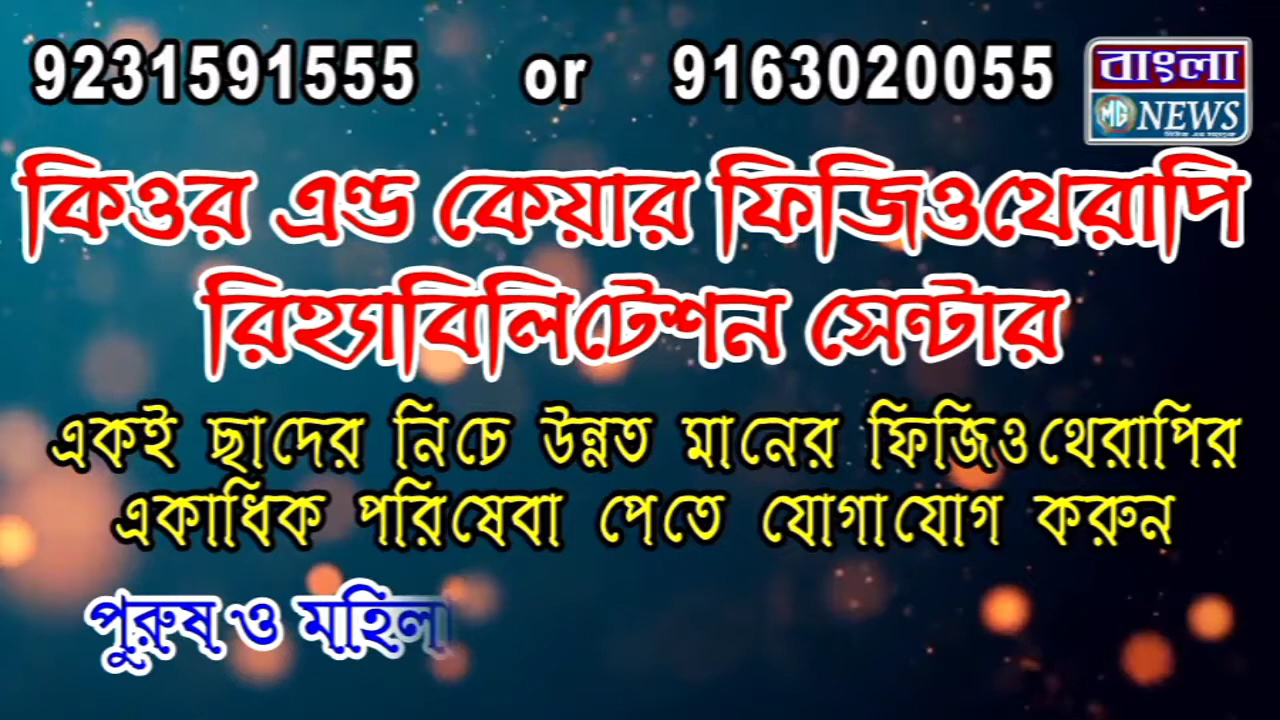 9231591555 or 9163020055
বাংলা
MG NEWS
কিওর এণ্ড কেয়ার ফিজিওথেরাপি
রিহ্যাবিলিটেশন সেন্টার
একই ছাদের নিচে উন্নত মানের ফিজিওথেরাপির
একাধিক পরিষেবা পেতে যোগাযোগ করুন
পুরুষ ও মহিলা